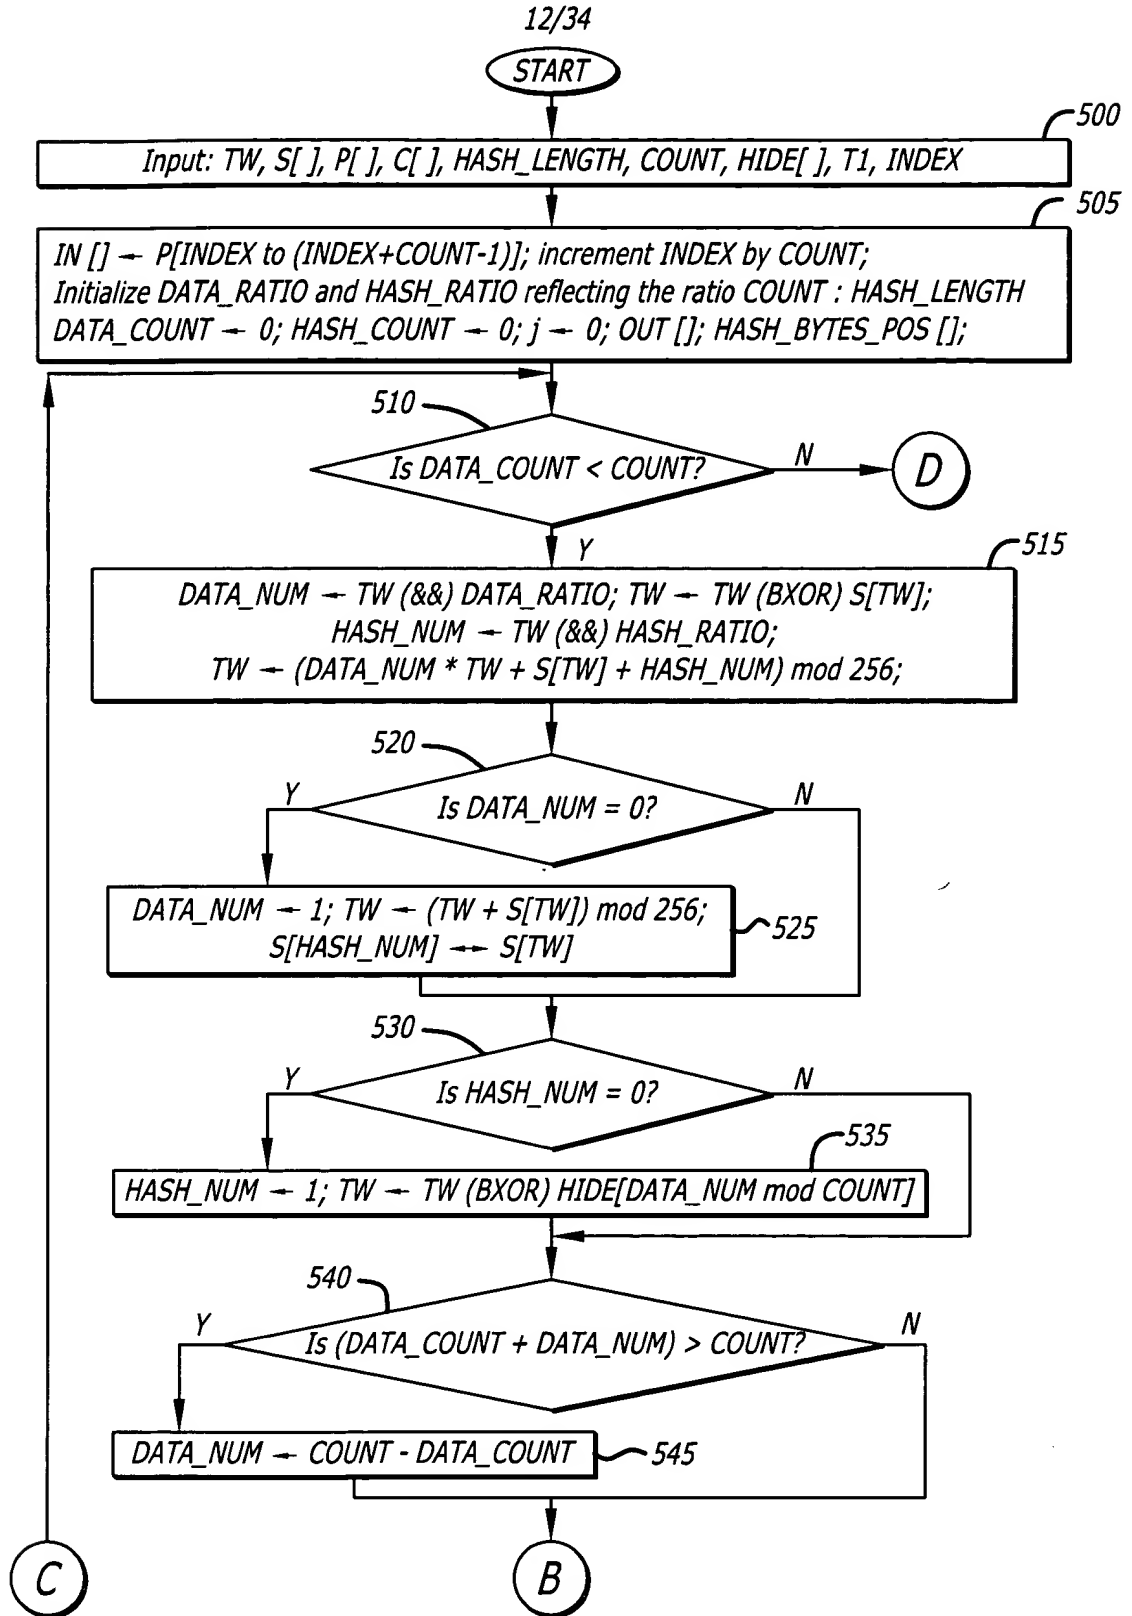 12/34
START
500
Input: TW, S[ ], P[ ], C[ ], HASH_LENGTH, COUNT, HIDE[ ], T1, INDEX
505
IN [] ← P[INDEX to (INDEX+COUNT-1)]; increment INDEX by COUNT;
Initialize DATA_RATIO and HASH_RATIO reflecting the ratio COUNT : HASH_LENGTH
DATA_COUNT ← 0; HASH_COUNT ← 0; j ← 0; OUT []; HASH_BYTES_POS [];
510
Is DATA_COUNT < COUNT?
N
D
Y
515
DATA_NUM ← TW (&&) DATA_RATIO; TW ← TW (BXOR) S[TW];
HASH_NUM ← TW (&&) HASH_RATIO;
TW ← (DATA_NUM * TW + S[TW] + HASH_NUM) mod 256;
520
Y
Is DATA_NUM = 0?
N
DATA_NUM ← 1; TW ← (TW + S[TW]) mod 256;
S[HASH_NUM] ↔ S[TW]
525
530
Y
Is HASH_NUM = 0?
N
535
HASH_NUM ← 1; TW ← TW (BXOR) HIDE[DATA_NUM mod COUNT]
540
Y
Is (DATA_COUNT + DATA_NUM) > COUNT?
N
DATA_NUM ← COUNT - DATA_COUNT
545
C
B